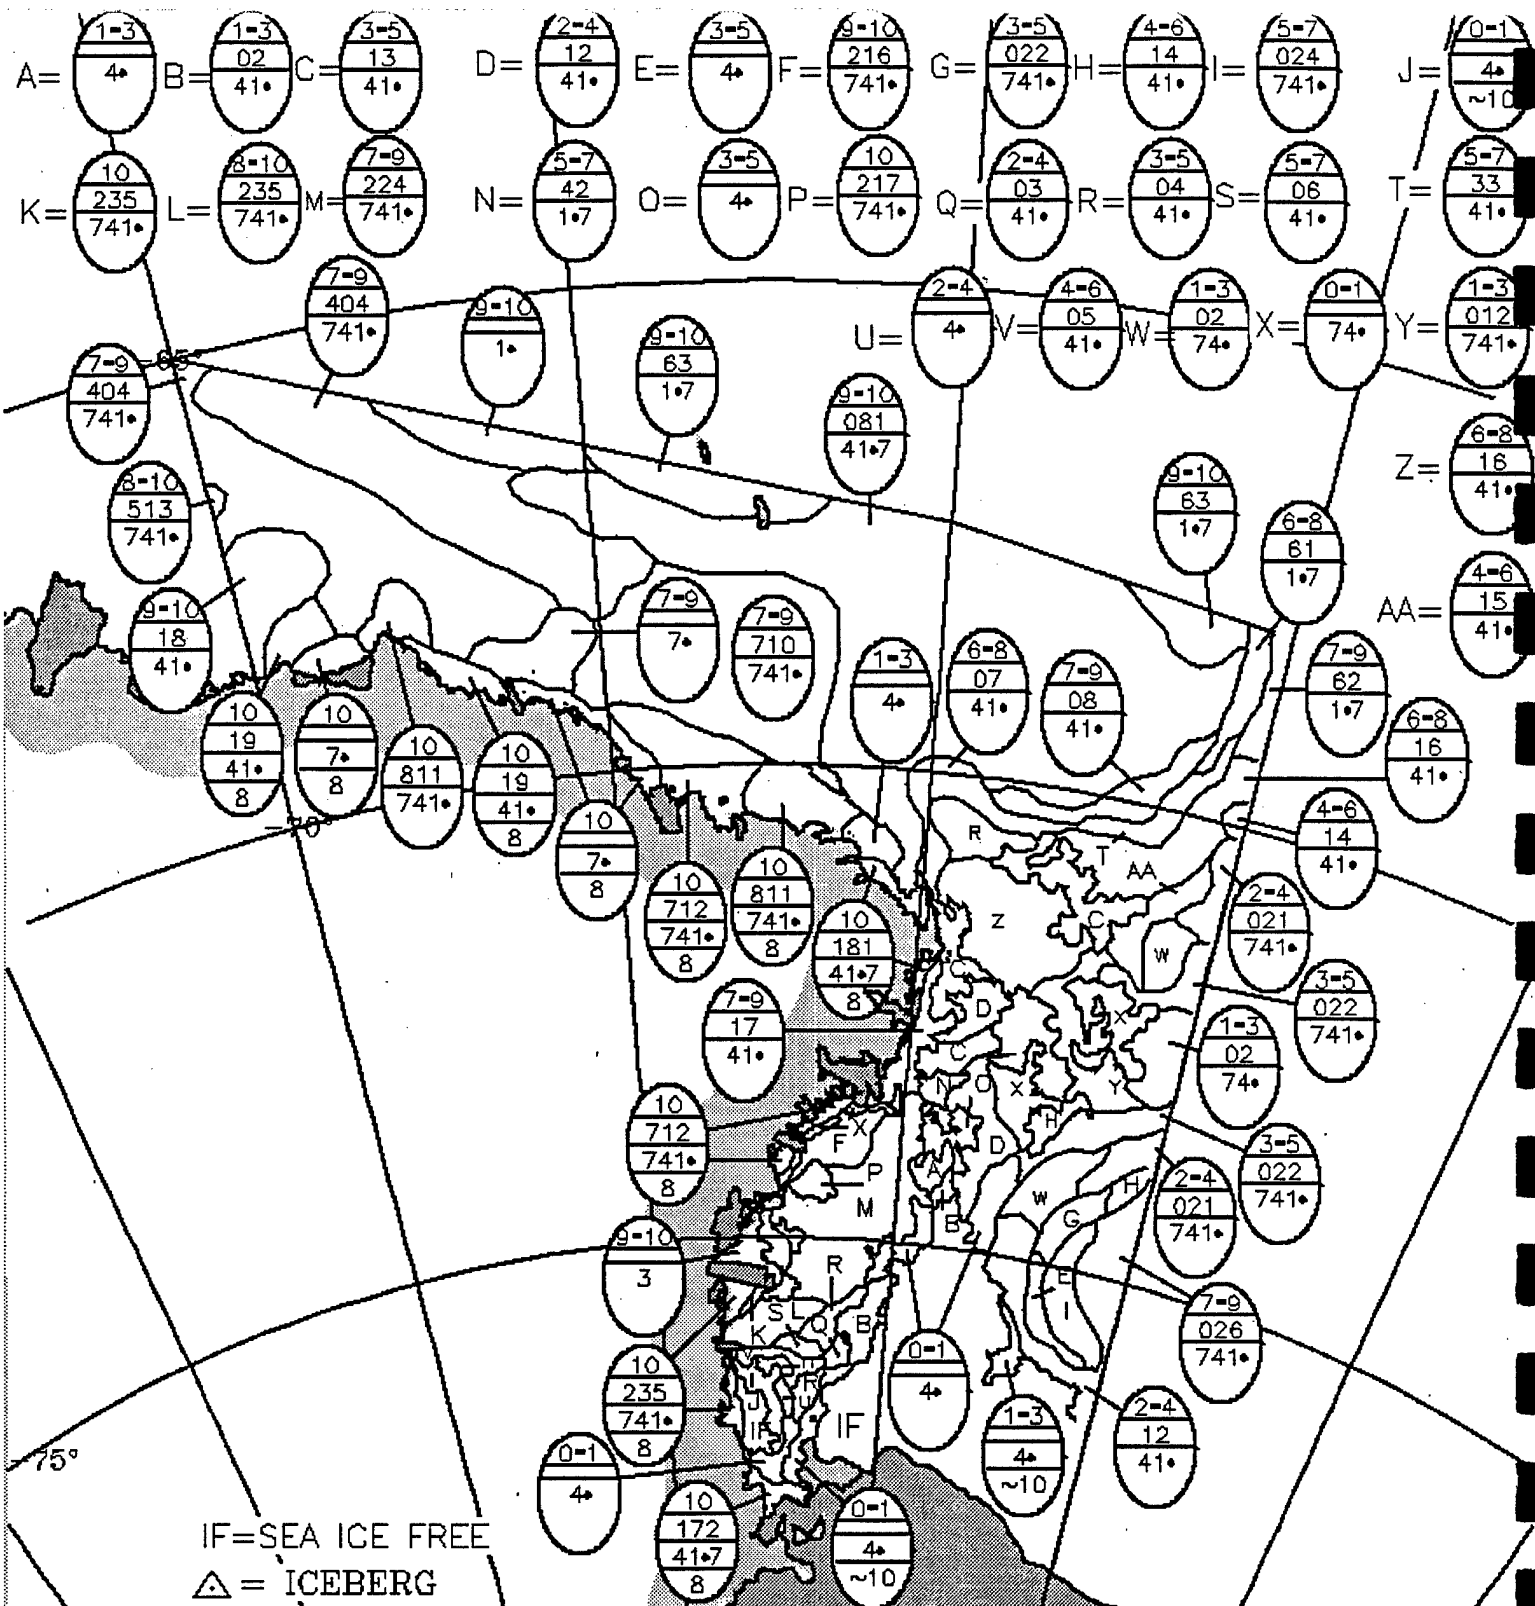 A= 1-3 4•
B= 1-3 02 41•
C= 3-5 13 41•
D= 2-4 12 41•
E= 3-5 4•
F= 9-10 216 741•
G= 3-5 022 741•
H= 4-6 14 41•
I= 5-7 024 741•
J= 0-1 4• ~10
K= 10 235 741•
L= 8-10 235 741•
M= 7-9 224 741•
N= 5-7 42 1•7
O= 3-5 4•
P= 10 217 741•
Q= 2-4 03 41•
R= 3-5 04 41•
S= 5-7 06 41•
T= 5-7 33 41•
U= 2-4 4•
V= 4-6 05 41•
W= 1-3 02 74•
X= 0-1 74•
Y= 1-3 012 741•
Z= 6-8 16 41•
AA= 4-6 15 41•
7-9 404 741•
9-10 1•
9-10 63 1•7
-65°
7-9 404 741•
9-10 081 41•7
8-10 513 741•
9-10 63 1•7
6-8 61 1•7
9-10 18 41•
7-9 7•
7-9 710 741•
1-3 4•
6-8 07 41•
7-9 08 41•
7-9 62 1•7
6-8 16 41•
10 19 41• 8
10 7• 8
10 811 741•
10 19 41• 8
10 7• 8
-70°
4-6 14 41•
R
T
AA
10 712 741• 8
10 811 741• 8
10 181 41•7 8
Z
C
W
2-4 021 741•
C
D
X
3-5 022 741•
7-9 17 41•
C
N
O
X
Y
1-3 02 74•
10 712 741• 8
X
F
H
D
P
A
M
B
W
G
H
3-5 022 741•
2-4 021 741•
9-10 3
R
E
I
S
L
Q
B
K
7-9 026 741•
10 235 741• 8
V
I
J
R
U
IF
IF
0-1 4•
1-3 4• ~10
2-4 12 41•
-75°
0-1 4•
10 172 41•7 8
0-1 4• ~10
IF=SEA ICE FREE
= ICEBERG